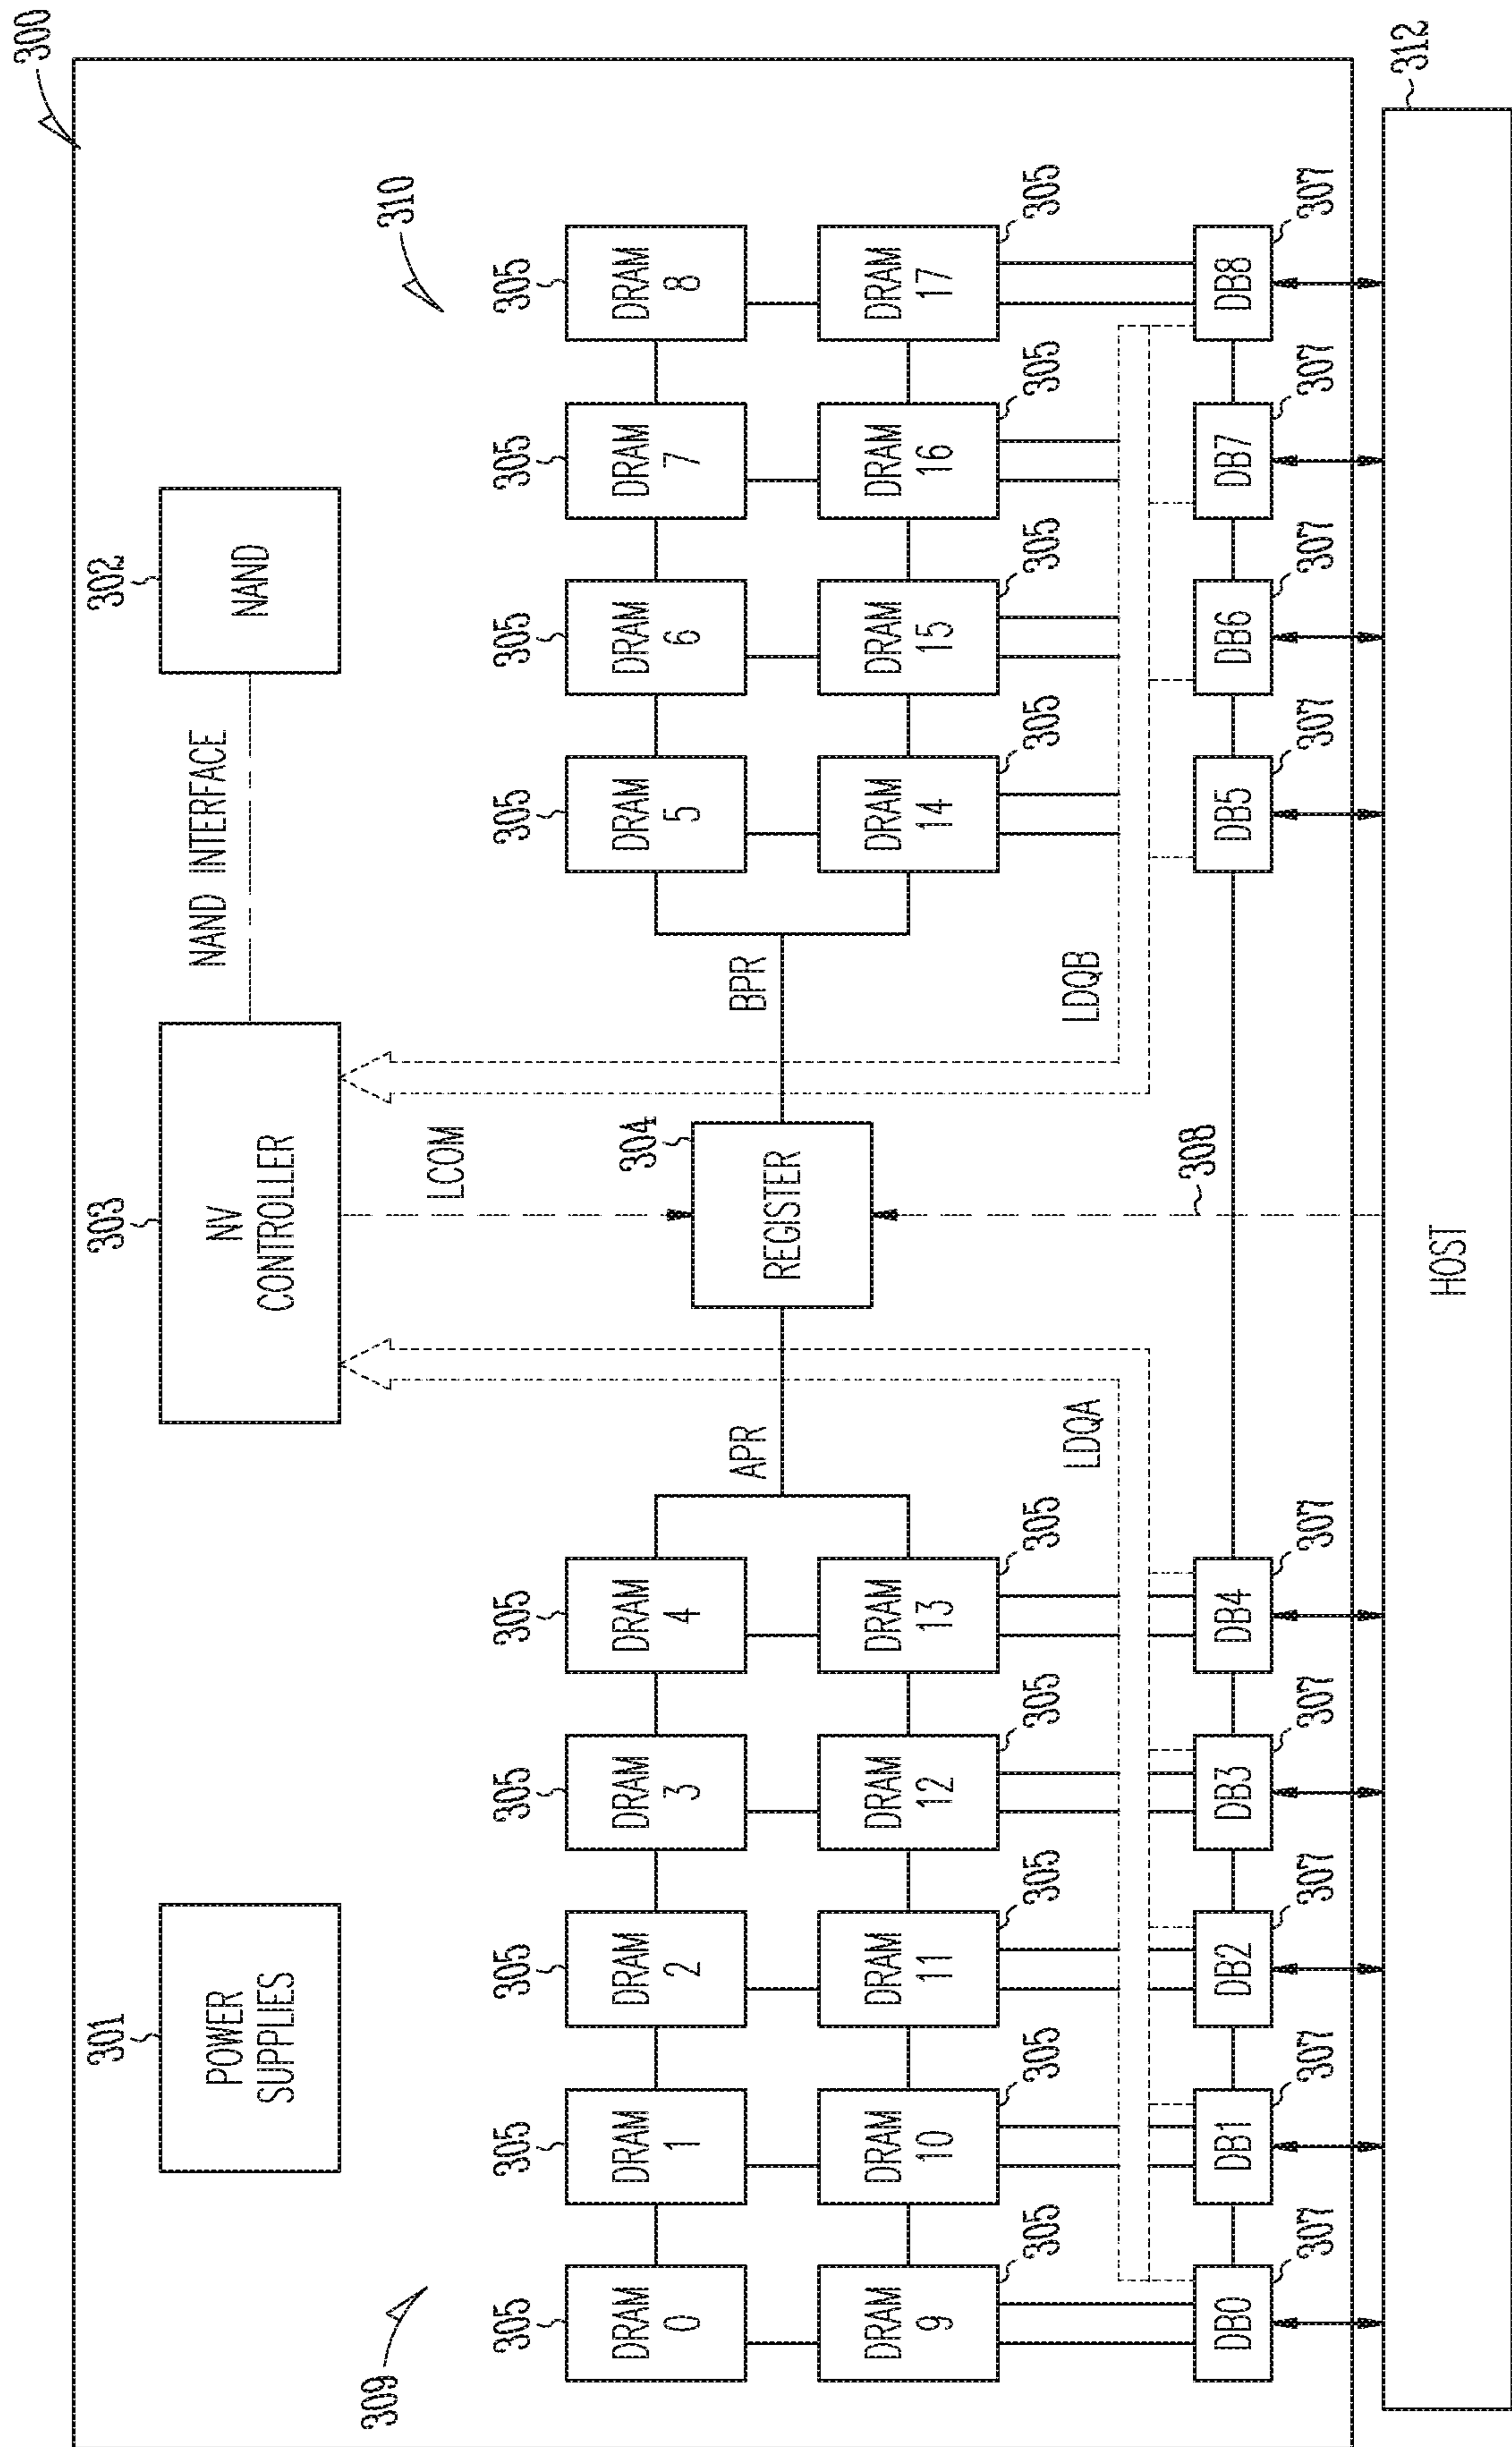 300
301
303
302
POWER
SUPPLIES
NV
CONTROLLER
NAND INTERFACE
NAND
309
LCOM
310
305
305
305
305
305
305
305
305
305
DRAM
0
DRAM
1
DRAM
2
DRAM
3
DRAM
4
DRAM
5
DRAM
6
DRAM
7
DRAM
8
304
APR
REGISTER
BPR
DRAM
9
DRAM
10
DRAM
11
DRAM
12
DRAM
13
DRAM
14
DRAM
15
DRAM
16
DRAM
17
305
305
305
305
305
305
305
305
305
LDQA
LDQB
308
DB0
DB1
DB2
DB3
DB4
DB5
DB6
DB7
DB8
307
307
307
307
307
307
307
307
307
312
HOST